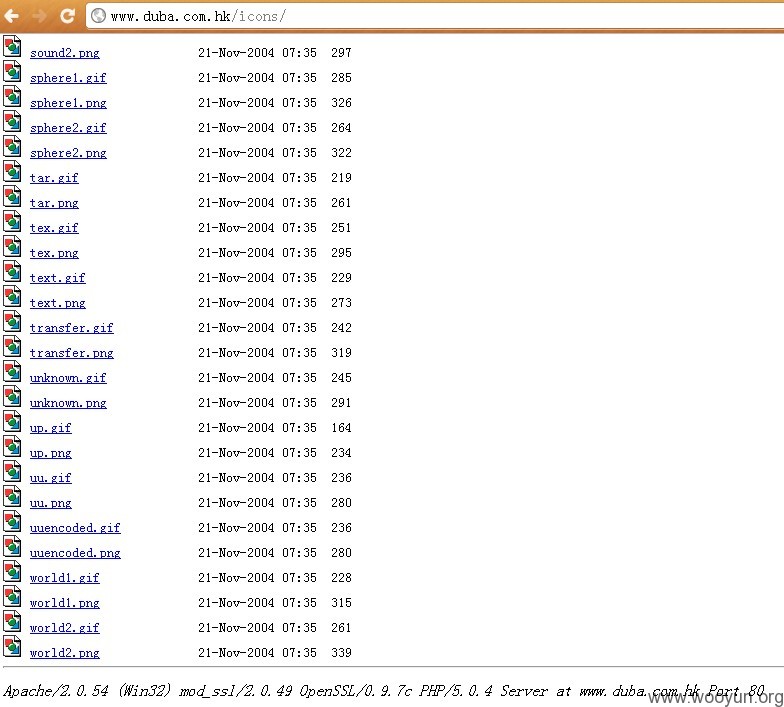 www.duba.com.hk/icons/
sound2.png 21-Nov-2004 07:35 297
sphere1.gif 21-Nov-2004 07:35 285
sphere1.png 21-Nov-2004 07:35 326
sphere2.gif 21-Nov-2004 07:35 264
sphere2.png 21-Nov-2004 07:35 322
tar.gif 21-Nov-2004 07:35 219
tar.png 21-Nov-2004 07:35 261
tex.gif 21-Nov-2004 07:35 251
tex.png 21-Nov-2004 07:35 295
text.gif 21-Nov-2004 07:35 229
text.png 21-Nov-2004 07:35 273
transfer.gif 21-Nov-2004 07:35 242
transfer.png 21-Nov-2004 07:35 319
unknown.gif 21-Nov-2004 07:35 245
unknown.png 21-Nov-2004 07:35 291
up.gif 21-Nov-2004 07:35 164
up.png 21-Nov-2004 07:35 234
uu.gif 21-Nov-2004 07:35 236
uu.png 21-Nov-2004 07:35 280
uuencoded.gif 21-Nov-2004 07:35 236
uuencoded.png 21-Nov-2004 07:35 280
world1.gif 21-Nov-2004 07:35 228
world1.png 21-Nov-2004 07:35 315
world2.gif 21-Nov-2004 07:35 261
world2.png 21-Nov-2004 07:35 339
Apache/2.0.54 (Win32) mod_ssl/2.0.49 OpenSSL/0.9.7c PHP/5.0.4 Server at www.duba.com.hk Port 80
www.wooyun.org